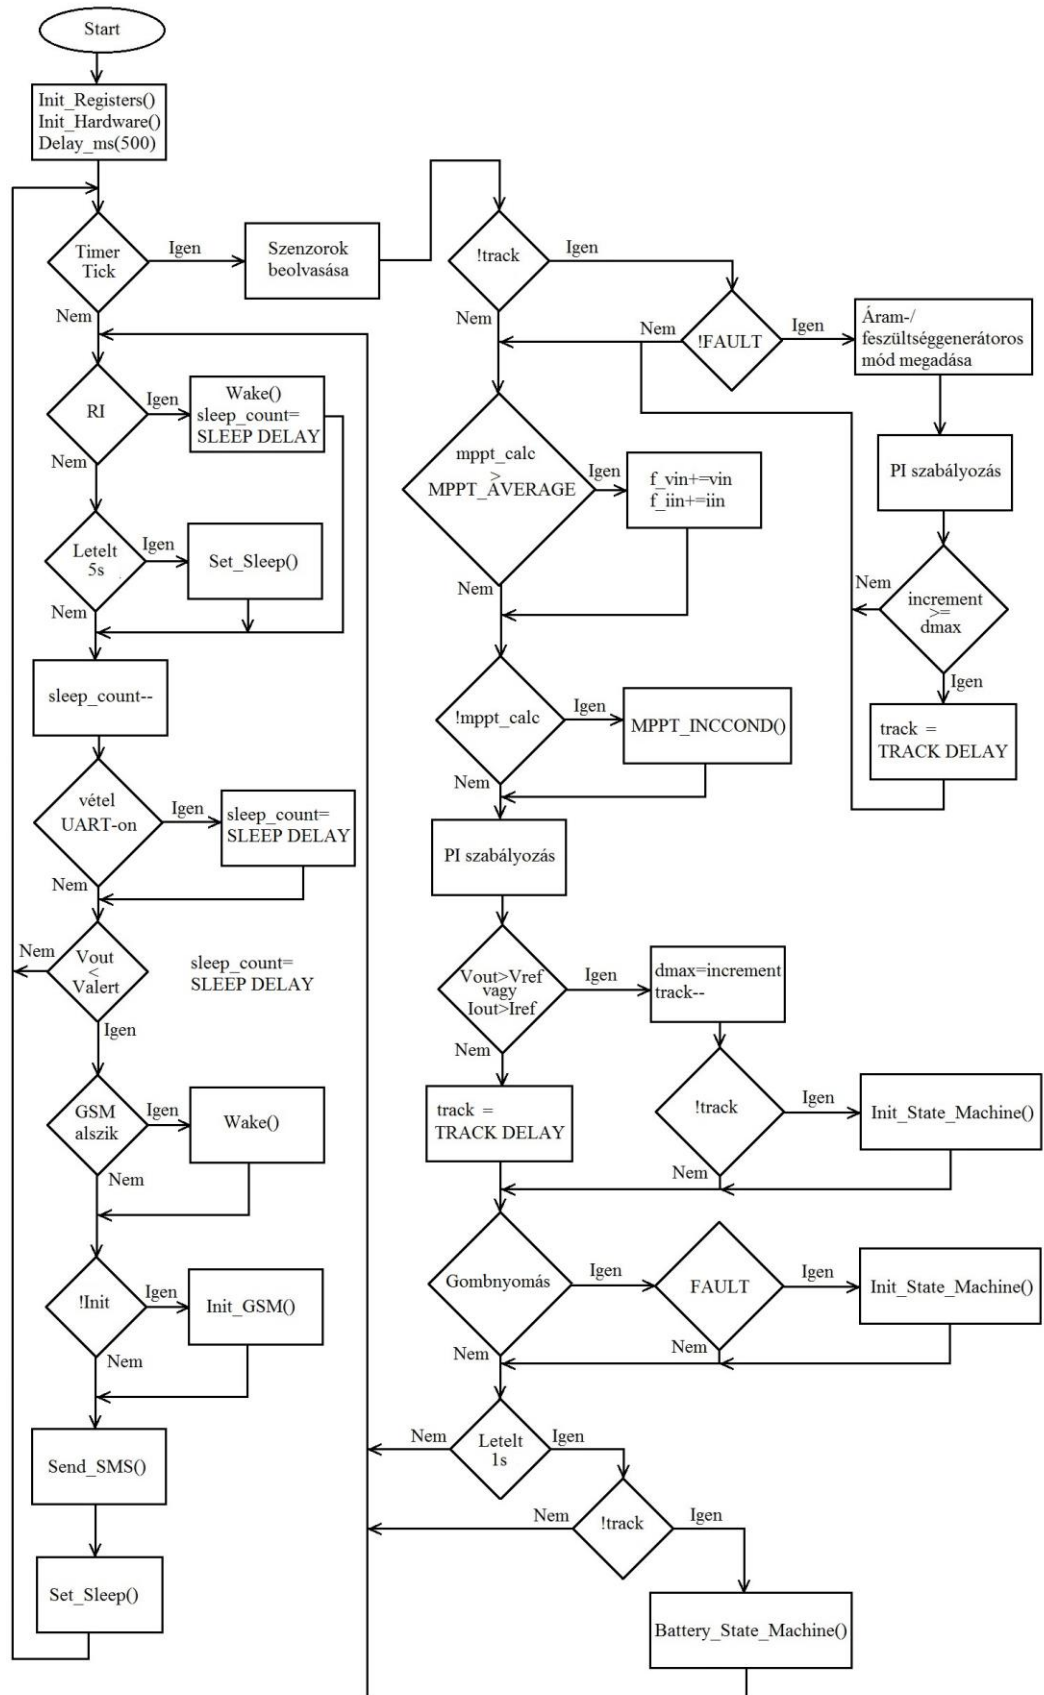 Start
Init_Registers()
Init_Hardware()
Delay_ms(500)
Timer
Tick
Igen
Nem
Szenzorok
beolvasása
RI
Igen
Nem
Wake()
sleep_count=
SLEEP DELAY
Letelt
5s
Igen
Nem
Set_Sleep()
sleep_count--
vétel
UART-on
Igen
Nem
sleep_count=
SLEEP DELAY
Vout
<
Valert
Nem
Igen
sleep_count=
SLEEP DELAY
GSM
alszik
Igen
Nem
Wake()
!Init
Igen
Nem
Init_GSM()
Send_SMS()
Set_Sleep()
!track
Igen
Nem
!FAULT
Nem
Igen
Áram-/
feszültséggenerátoros
mód megadása
PI szabályozás
increment
>=
dmax
Nem
Igen
track =
TRACK DELAY
mppt_calc
>
MPPT_AVERAGE
Igen
Nem
f_vin+=vin
f_iin+=iin
!mppt_calc
Igen
Nem
MPPT_INCCOND()
PI szabályozás
Vout>Vref
vagy
Iout>Iref
Igen
Nem
dmax=increment
track--
!track
Igen
Nem
Init_State_Machine()
track =
TRACK DELAY
Gombnyomás
Igen
Nem
FAULT
Igen
Nem
Init_State_Machine()
Letelt
1s
Nem
Igen
!track
Nem
Igen
Battery_State_Machine()